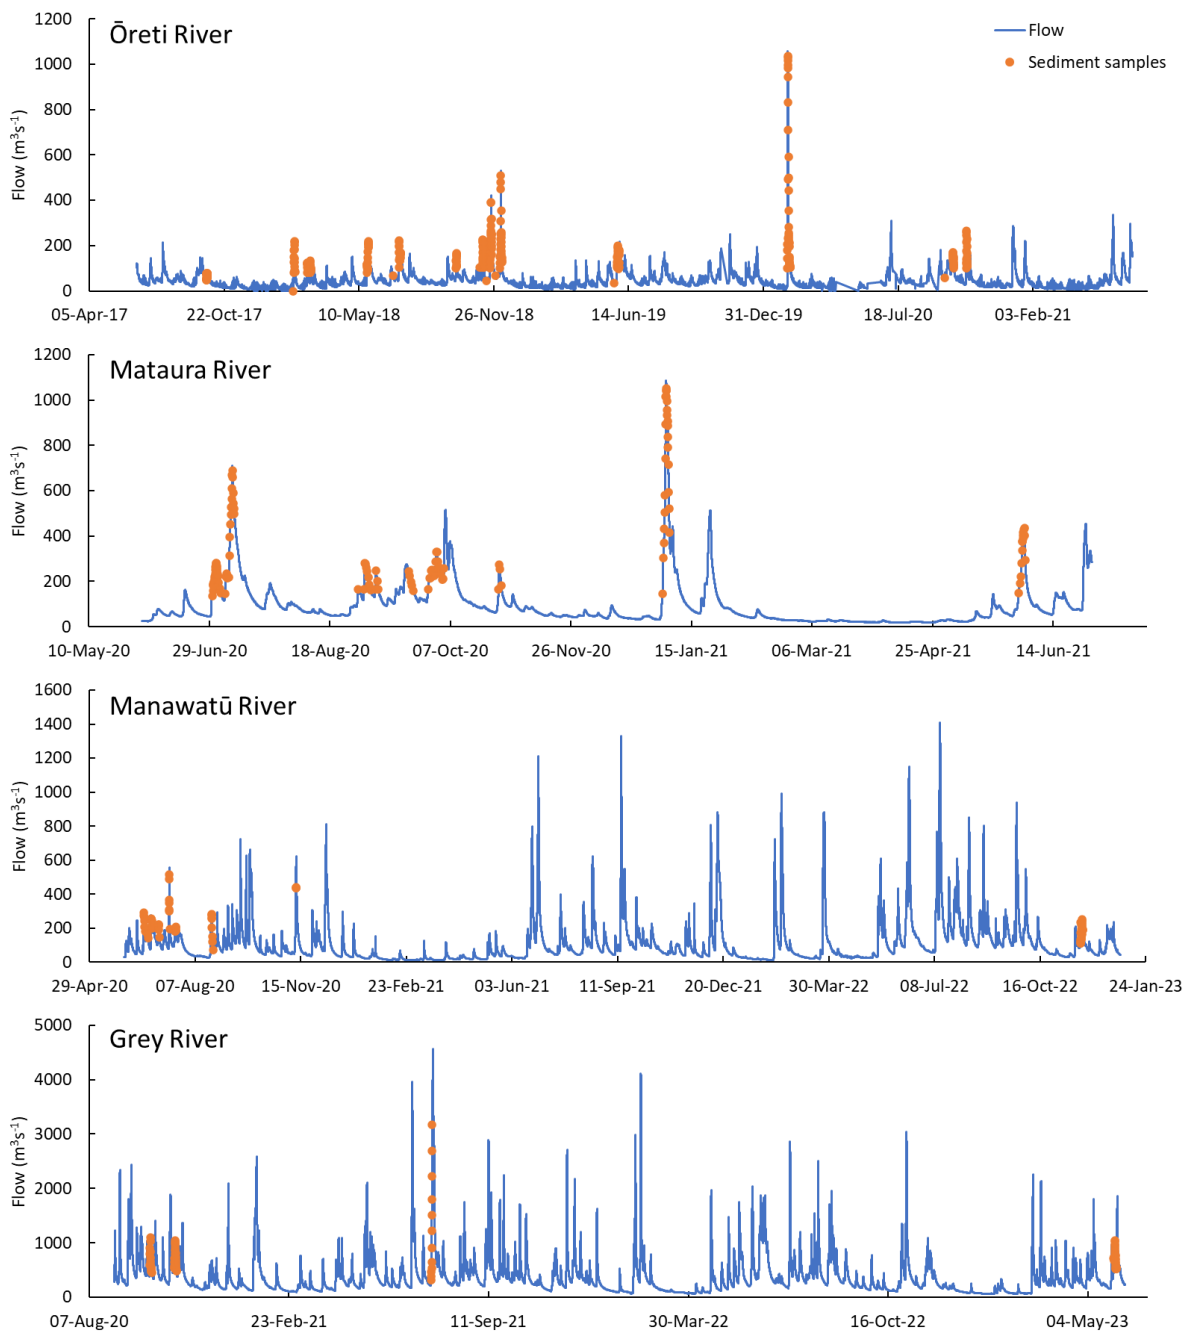 Ōreti River
Flow
Sediment samples
Flow (m³s⁻¹)
1200
1000
800
600
400
200
0
05-Apr-17 22-Oct-17 10-May-18 26-Nov-18 14-Jun-19 31-Dec-19 18-Jul-20 03-Feb-21
Mataura River
Flow (m³s⁻¹)
1200
1000
800
600
400
200
0
10-May-20 29-Jun-20 18-Aug-20 07-Oct-20 26-Nov-20 15-Jan-21 06-Mar-21 25-Apr-21 14-Jun-21
Manawatū River
Flow (m³s⁻¹)
1600
1400
1200
1000
800
600
400
200
0
29-Apr-20 07-Aug-20 15-Nov-20 23-Feb-21 03-Jun-21 11-Sep-21 20-Dec-21 30-Mar-22 08-Jul-22 16-Oct-22 24-Jan-23
Grey River
Flow (m³s⁻¹)
5000
4000
3000
2000
1000
0
07-Aug-20 23-Feb-21 11-Sep-21 30-Mar-22 16-Oct-22 04-May-23